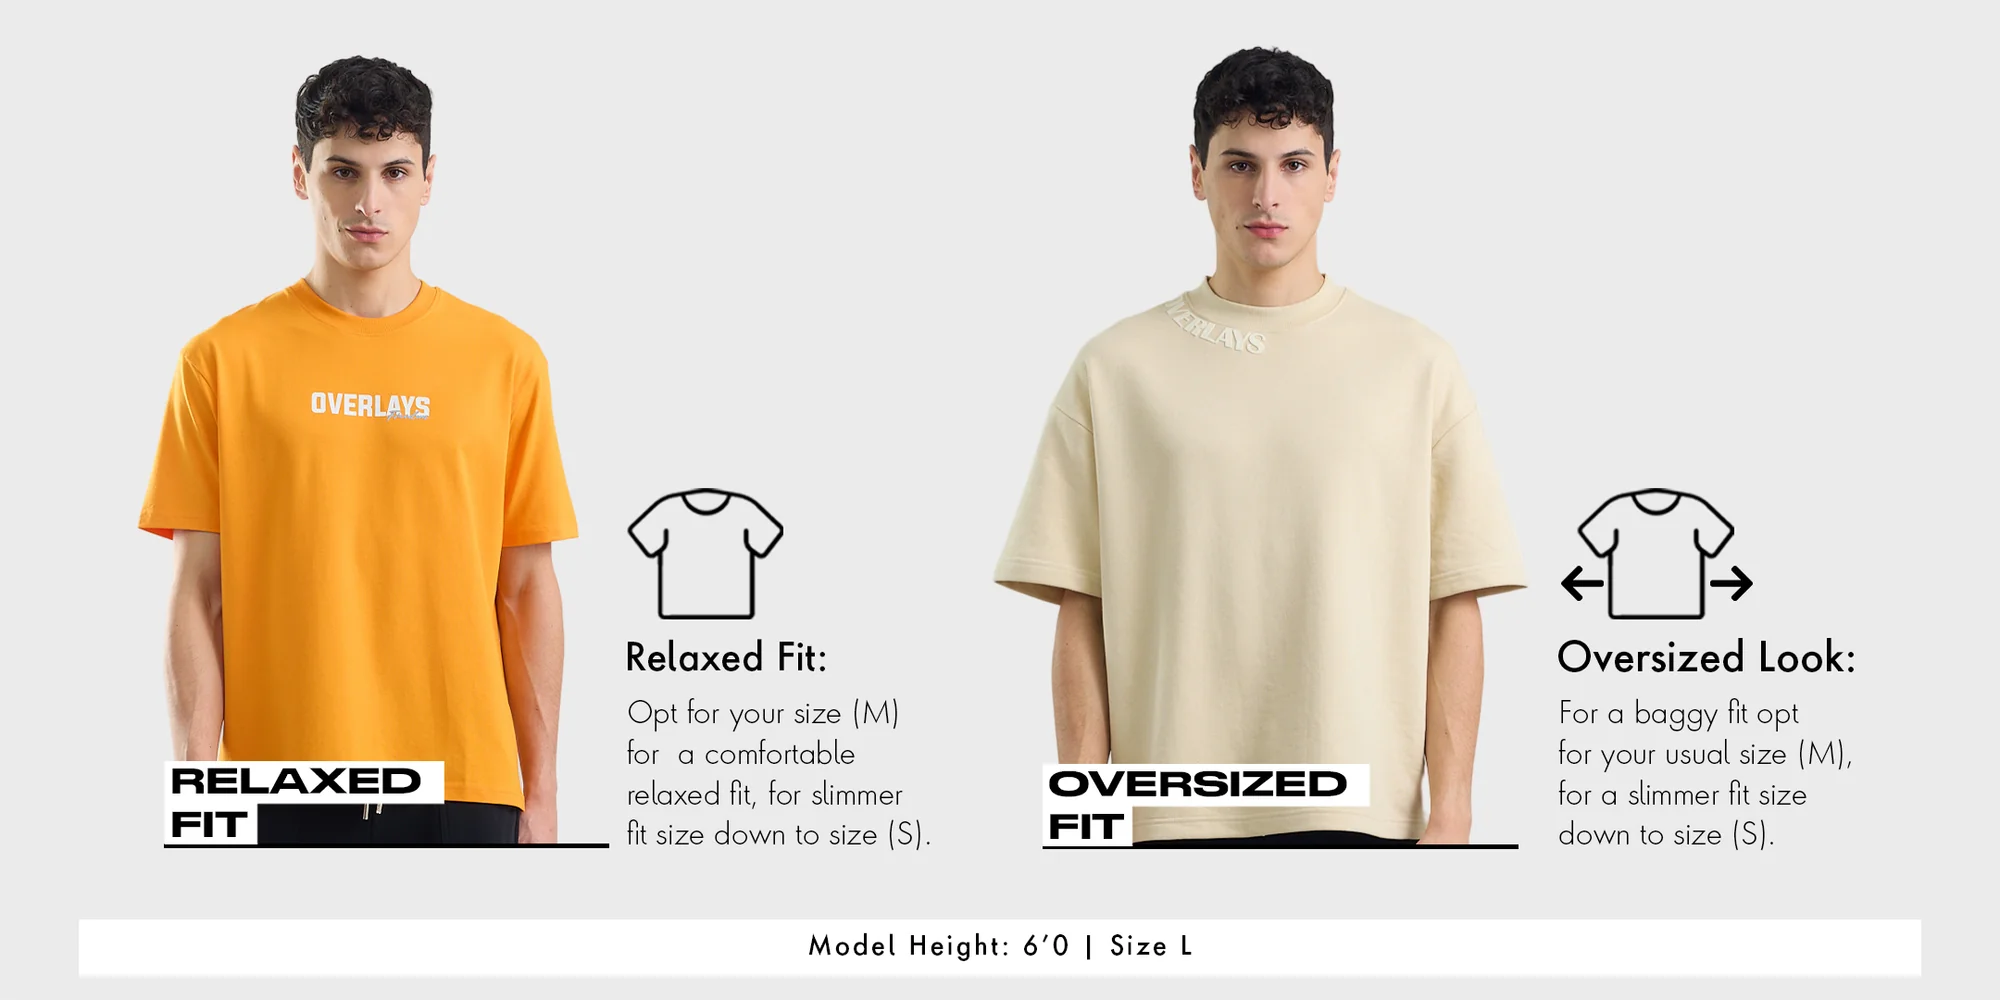 OVERLAYS
OVERLAYS
RELAXED
FIT
Relaxed Fit:
Opt for your size (M)
for a comfortable
relaxed fit, for slimmer
fit size down to size (S).
OVERSIZED
FIT
Oversized Look:
For a baggy fit opt
for your usual size (M),
for a slimmer fit size
down to size (S).
Model Height: 6'0 | Size L